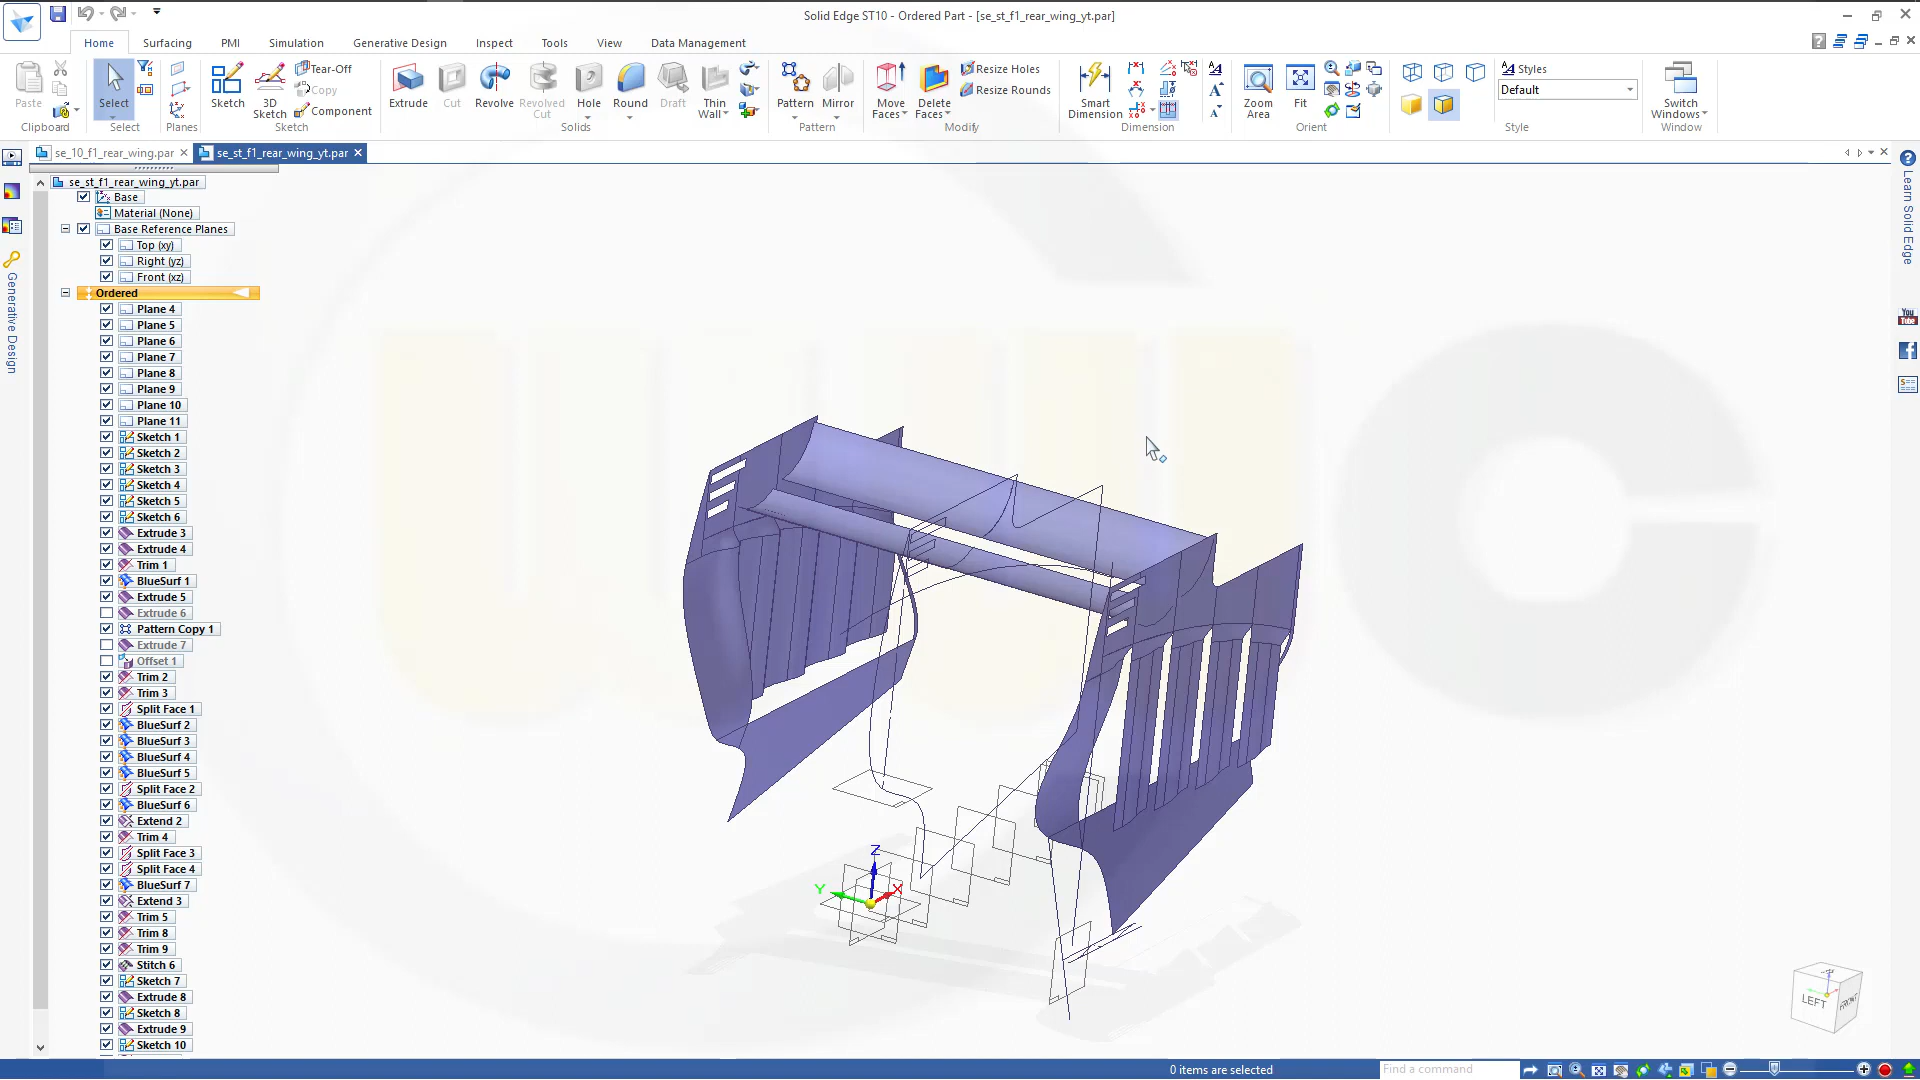 Solid Edge ST10 - Ordered Part - [se_st_f1_rear_wing_yt.par]
Home Surfacing PMI Simulation Generative Design Inspect Tools View Data Management
Paste
Clipboard
Select
Select
Planes
Sketch
3D Sketch
Tear-Off
Copy
Component
Sketch
Extrude
Cut
Revolve
Revolved Cut
Hole
Round
Draft
Thin Wall
Solids
Pattern
Mirror
Pattern
Move Faces
Delete Faces
Resize Holes
Resize Rounds
Modify
Smart Dimension
Dimension
Zoom Area
Fit
Orient
Styles
Default
Style
Switch Windows
Window
se_10_f1_rear_wing.par
se_st_f1_rear_wing_yt.par
se_st_f1_rear_wing_yt.par
Base
Material (None)
Base Reference Planes
Top (xy)
Right (yz)
Front (xz)
Ordered
Plane 4
Plane 5
Plane 6
Plane 7
Plane 8
Plane 9
Plane 10
Plane 11
Sketch 1
Sketch 2
Sketch 3
Sketch 4
Sketch 5
Sketch 6
Extrude 3
Extrude 4
Trim 1
BlueSurf 1
Extrude 5
Extrude 6
Pattern Copy 1
Extrude 7
Offset 1
Trim 2
Trim 3
Split Face 1
BlueSurf 2
BlueSurf 3
BlueSurf 4
BlueSurf 5
Split Face 2
BlueSurf 6
Extend 2
Trim 4
Split Face 3
Split Face 4
BlueSurf 7
Extend 3
Trim 5
Trim 8
Trim 9
Stitch 6
Sketch 7
Extrude 8
Sketch 8
Extrude 9
Sketch 10
Generative Design
Learn Solid Edge
You Tube
Z
Y
X
LEFT
FRONT
0 items are selected
Find a command